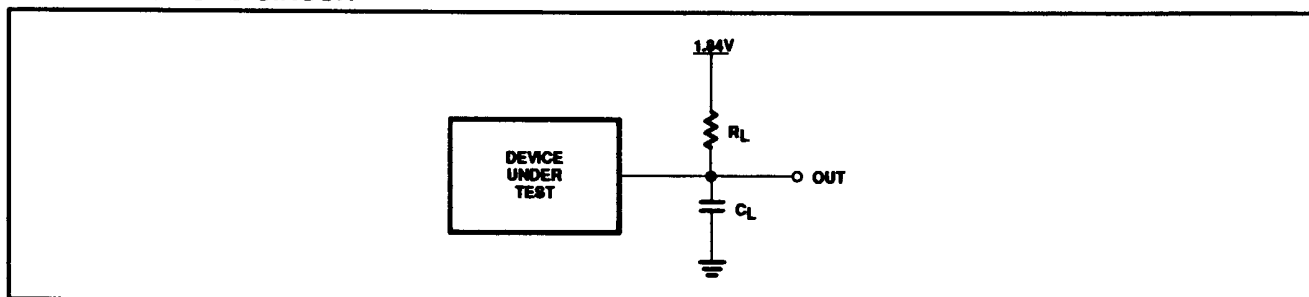 1.84V
RL
DEVICE
UNDER
TEST
OUT
CL